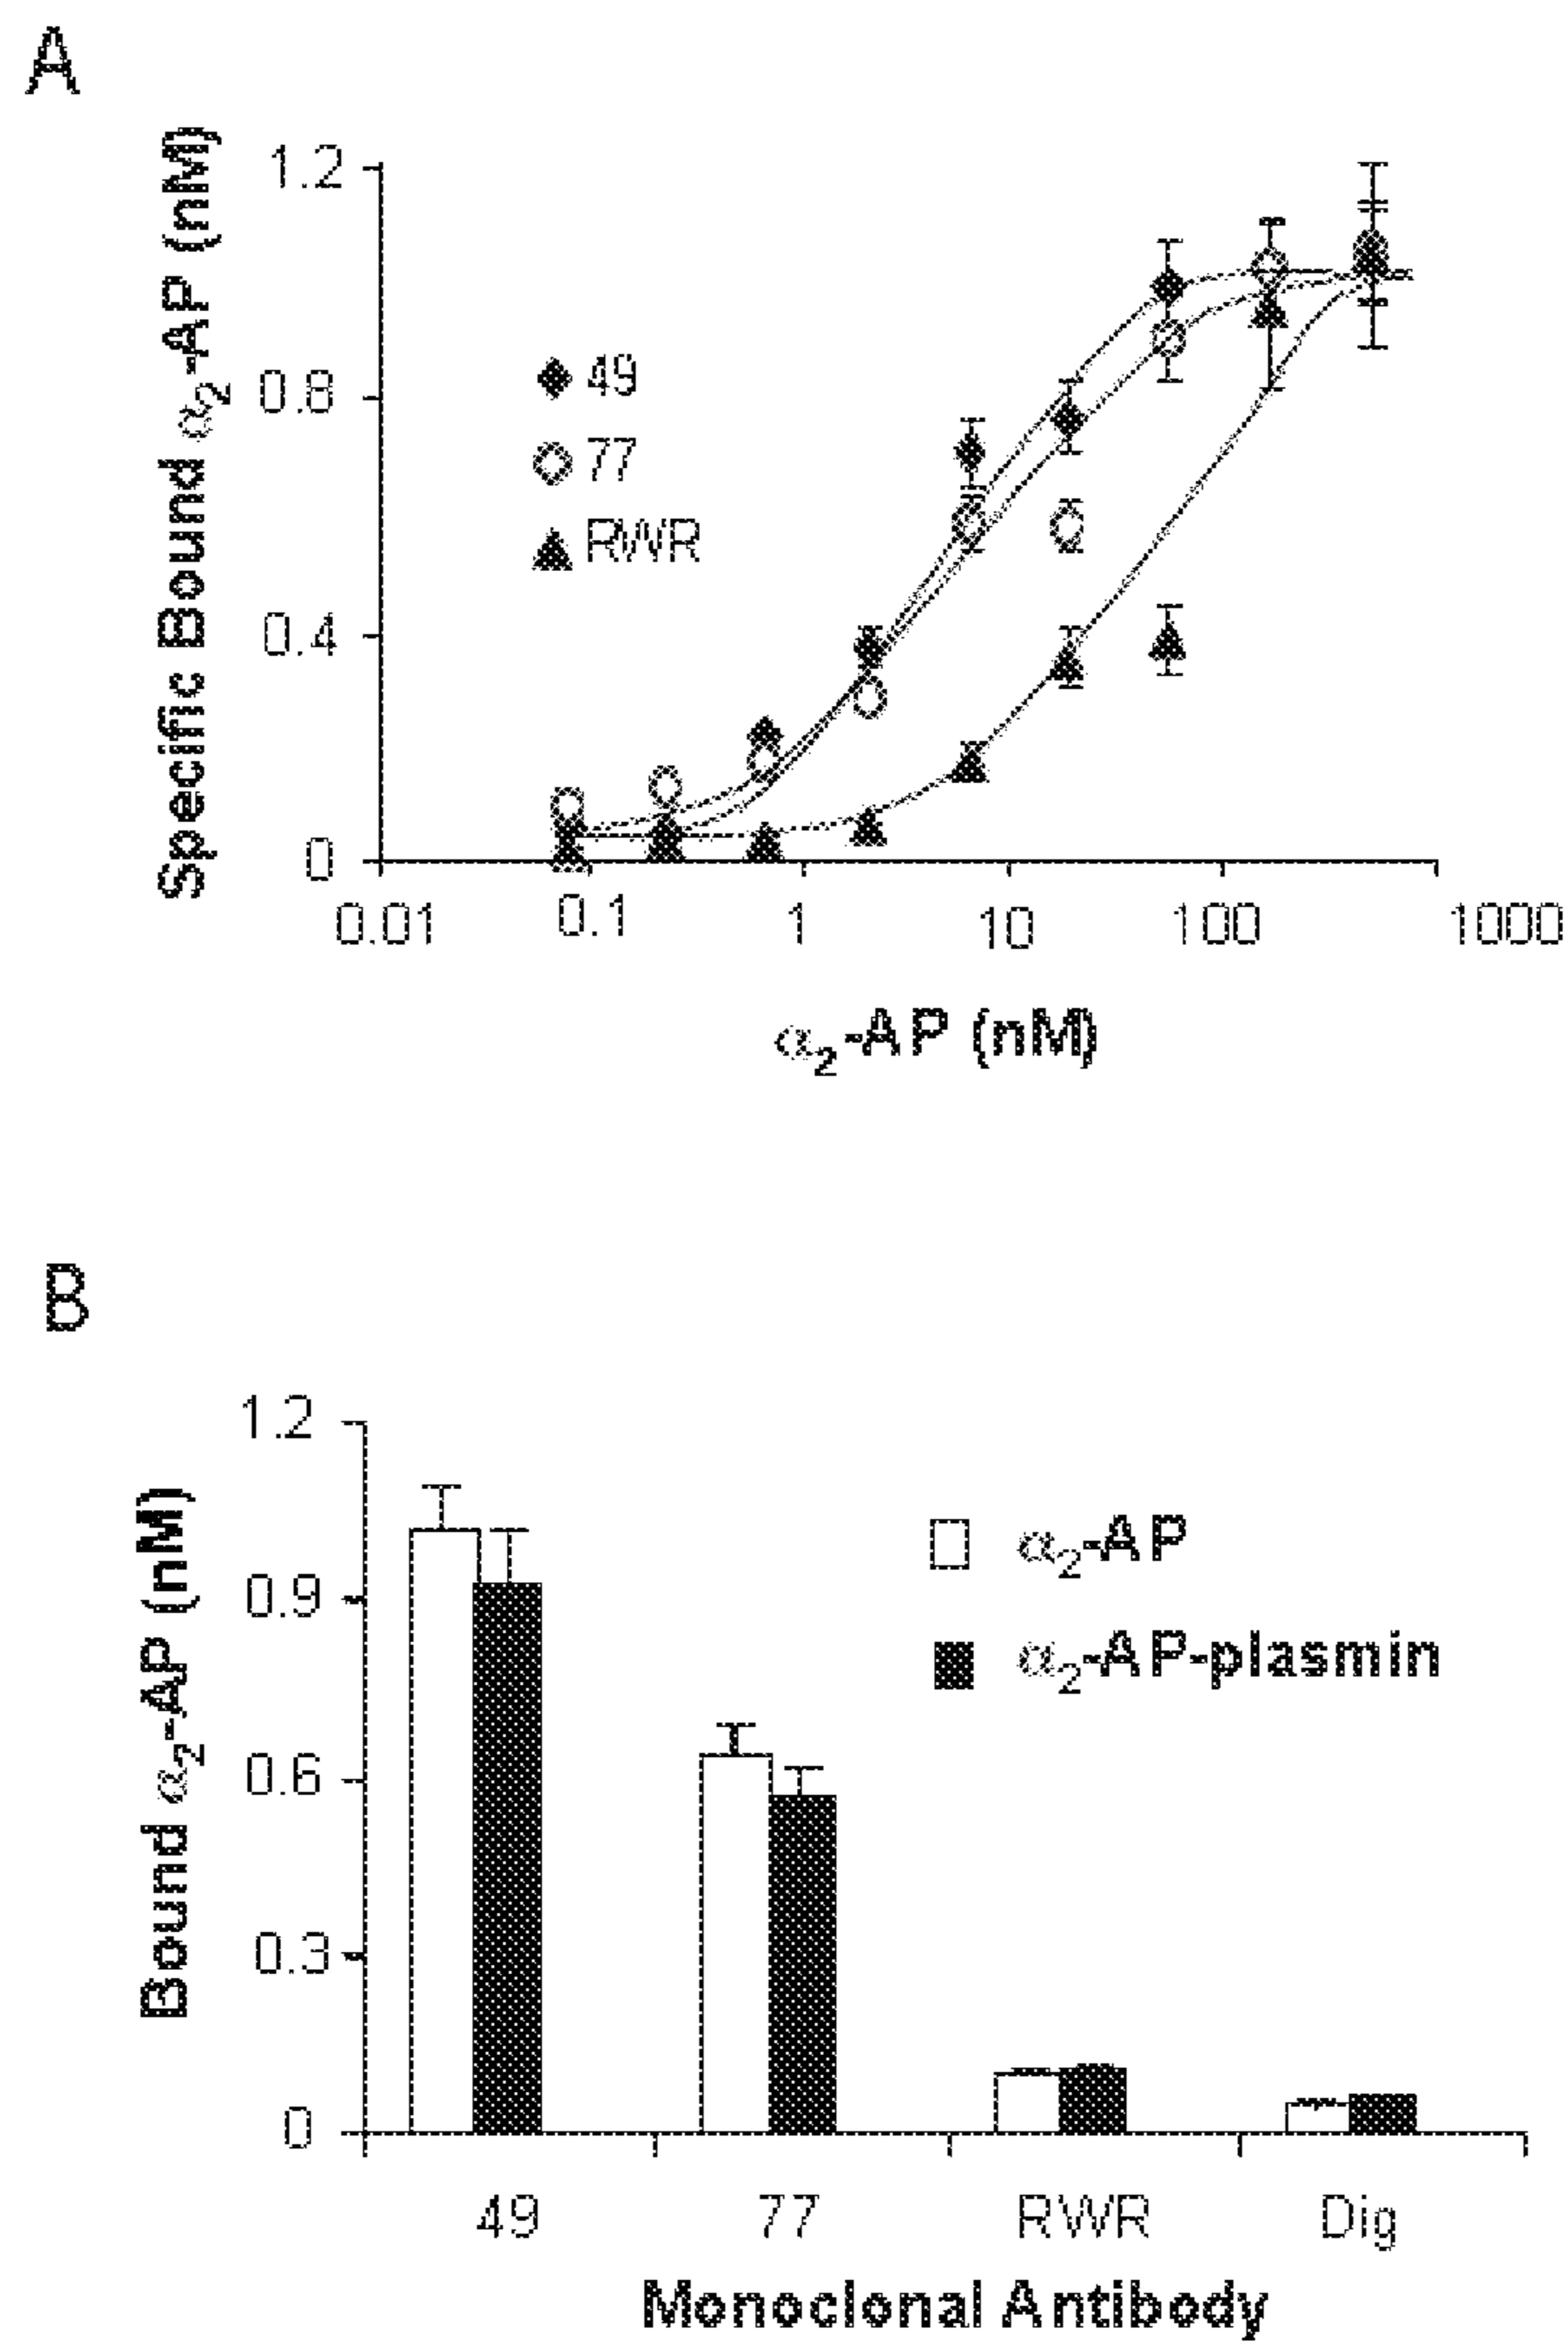 A
Specific Bound α2-AP (nM)
1.2
0.8
0.4
0
49
77
RWR
0.01
0.1
1
10
100
1000
α2-AP (nM)
B
Bound α2-AP (nM)
1.2
0.9
0.6
0.3
0
α2-AP
α2-AP-plasmin
49
77
RWR
Dig
Monoclonal Antibody